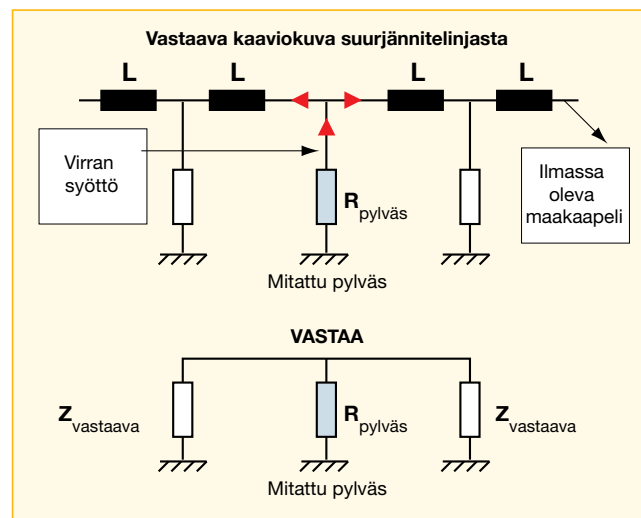 Vastaava kaaviokuva suurjännitelinjasta
L L L L
Virran
syöttö
R pylväs
Ilmassa
oleva
maakaapeli
Mitattu pylväs
VASTAA
Z vastaava
R pylväs
Z vastaava
Mitattu pylväs